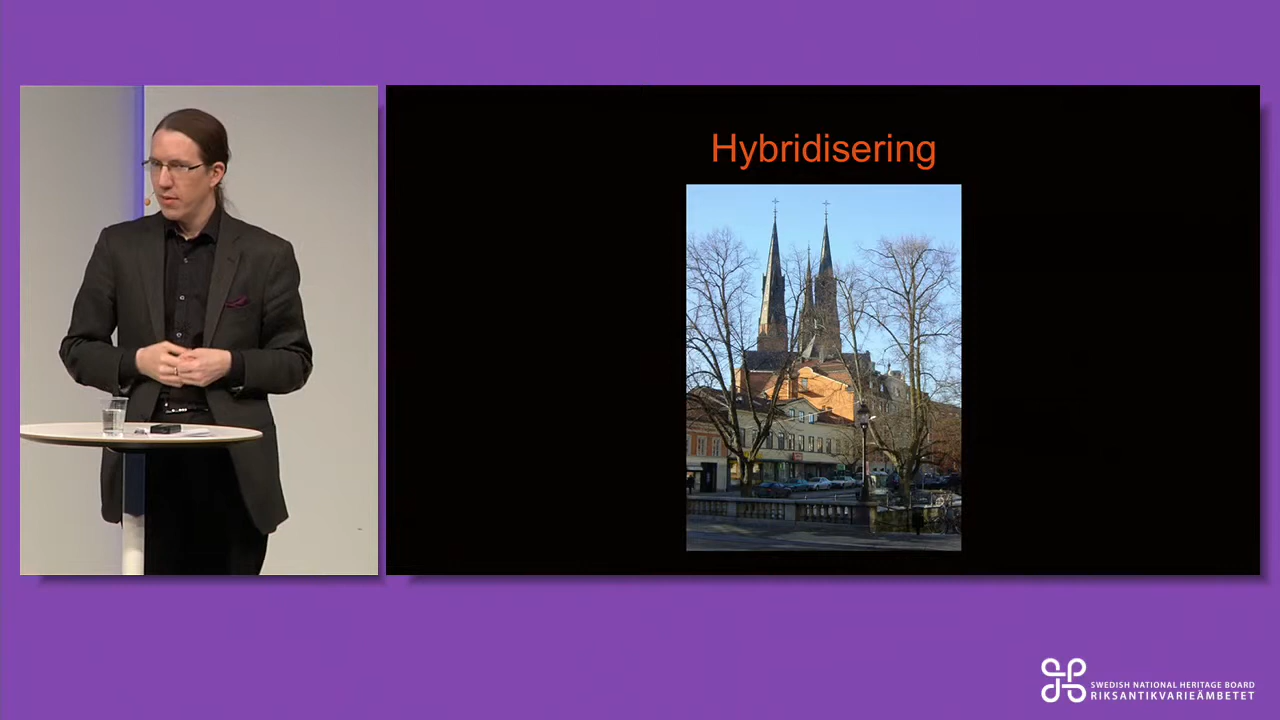 Hybridisering
SWEDISH NATIONAL HERITAGE BOARD
RIKSANTIKVARIEÄMBETET